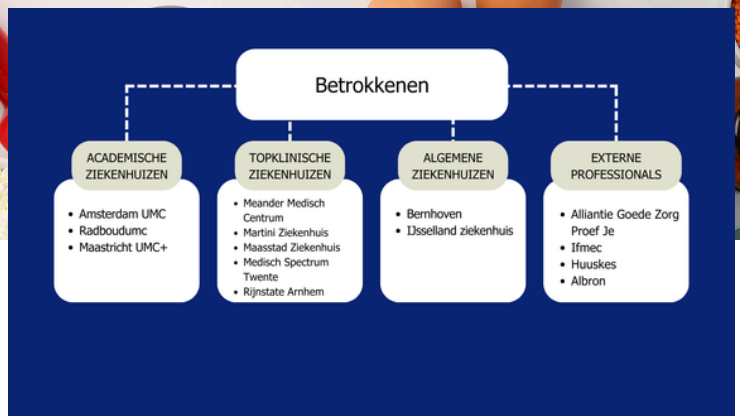 Betrokkenen
ACADEMISCHE
ZIEKENHUIZEN
• Amsterdam UMC
• Radboudumc
• Maastricht UMC+
TOPKLINISCHE
ZIEKENHUIZEN
• Meander Medisch
Centrum
• Martini Ziekenhuis
• Maasstad Ziekenhuis
• Medisch Spectrum
Twente
• Rijnstate Arnhem
ALGEMENE
ZIEKENHUIZEN
• Bernhoven
• IJsselland ziekenhuis
EXTERNE
PROFESSIONALS
• Alliantie Goede Zorg
Proef Je
• Ifmec
• Huuskes
• Albron